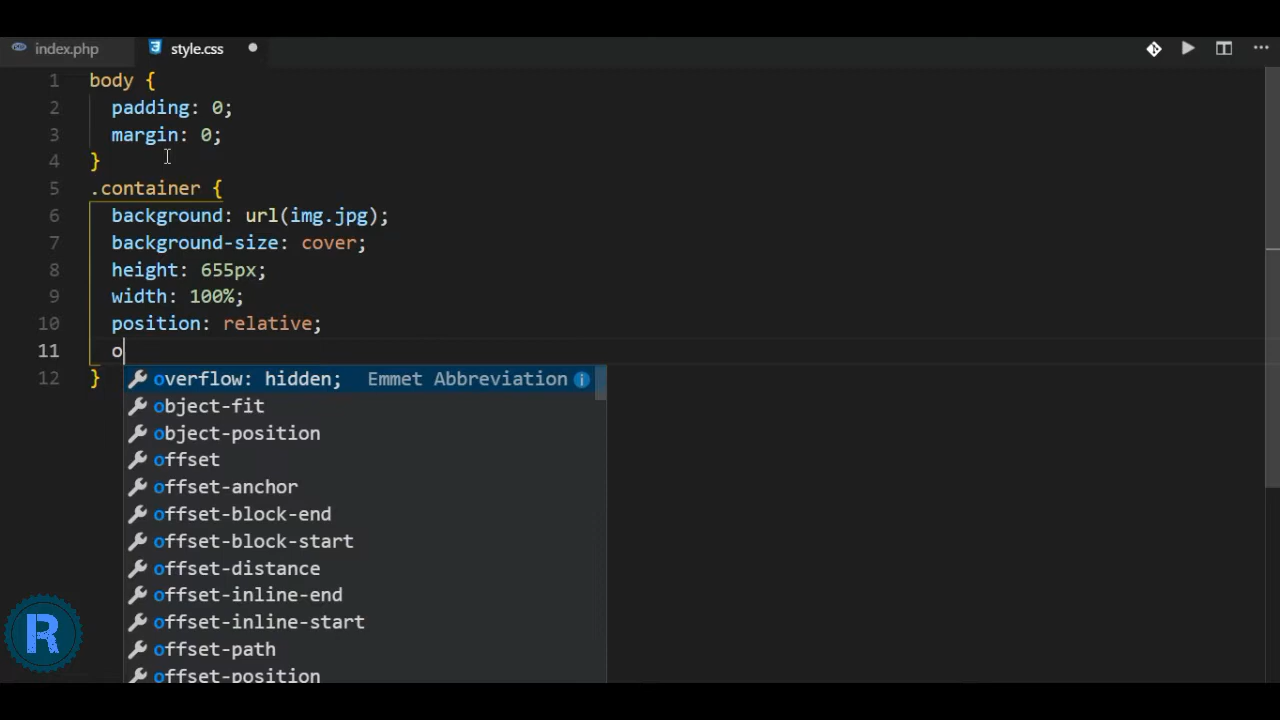 index.php style.css
1 body {
2 padding: 0;
3 margin: 0;
4 }
5 .container {
6 background: url(img.jpg);
7 background-size: cover;
8 height: 655px;
9 width: 100%;
10 position: relative;
11 o
12 }
overflow: hidden; Emmet Abbreviation
object-fit
object-position
offset
offset-anchor
offset-block-end
offset-block-start
offset-distance
offset-inline-end
offset-inline-start
offset-path
offset-position
R